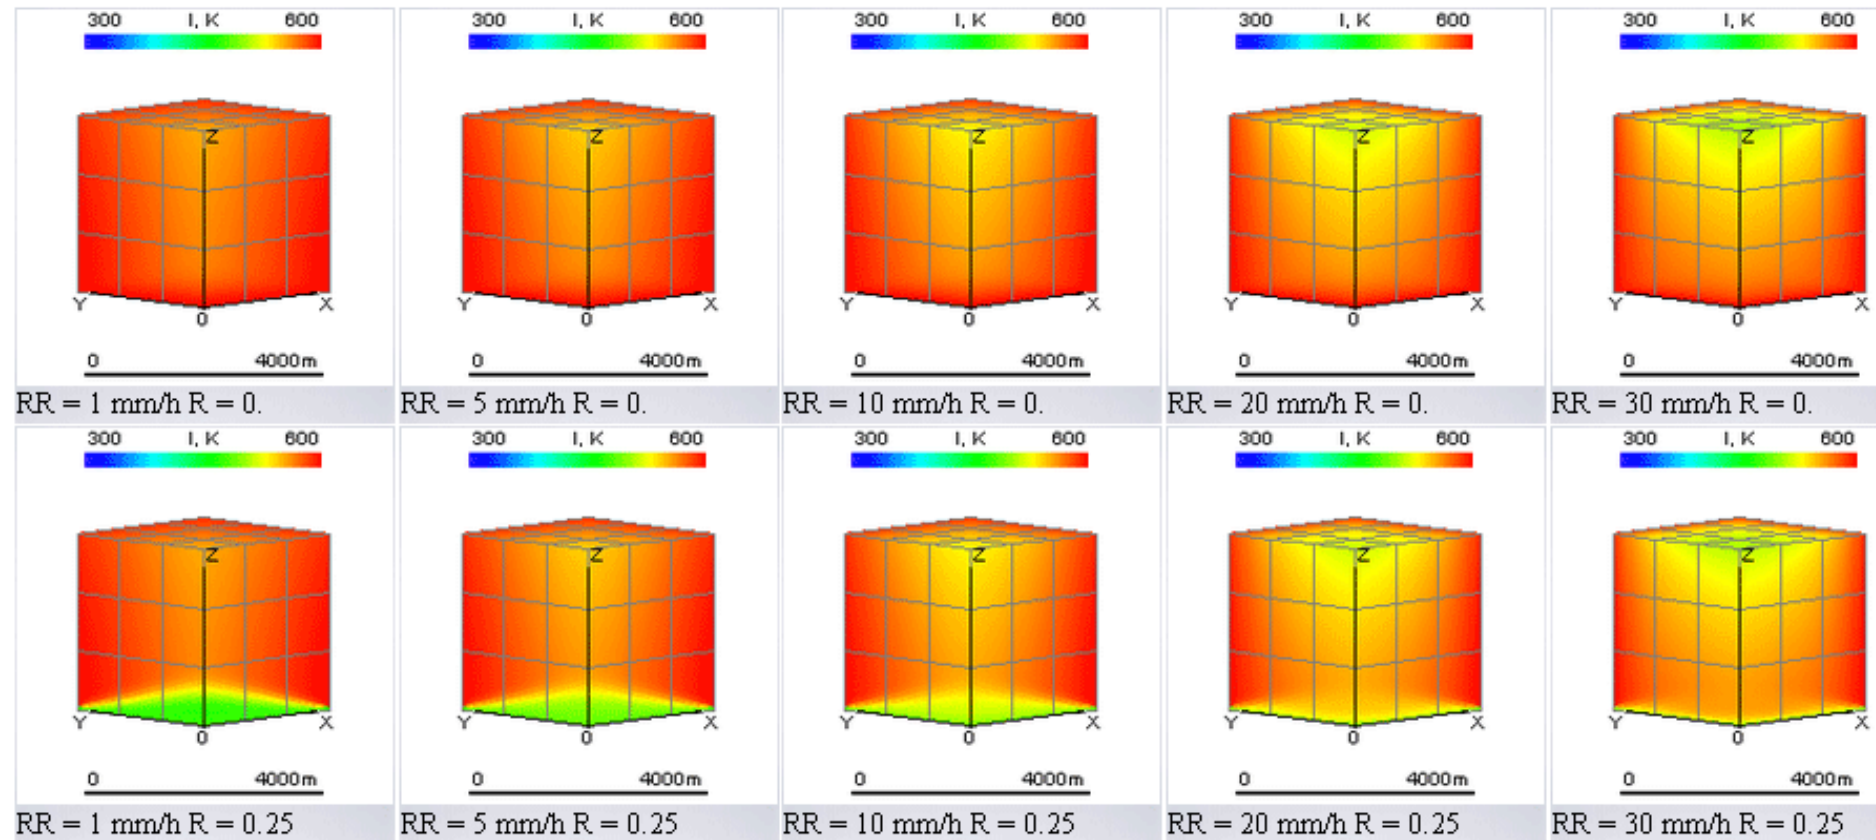 300 I, K 600
Z
Y X
0
0 4000m
RR = 1 mm/h R = 0.
300 I, K 600
Z
Y X
0
0 4000m
RR = 5 mm/h R = 0.
300 I, K 600
Z
Y X
0
0 4000m
RR = 10 mm/h R = 0.
300 I, K 600
Z
Y X
0
0 4000m
RR = 20 mm/h R = 0.
300 I, K 600
Z
Y X
0
0 4000m
RR = 30 mm/h R = 0.
300 I, K 600
Z
Y X
0
0 4000m
RR = 1 mm/h R = 0.25
300 I, K 600
Z
Y X
0
0 4000m
RR = 5 mm/h R = 0.25
300 I, K 600
Z
Y X
0
0 4000m
RR = 10 mm/h R = 0.25
300 I, K 600
Z
Y X
0
0 4000m
RR = 20 mm/h R = 0.25
300 I, K 600
Z
Y X
0
0 4000m
RR = 30 mm/h R = 0.25